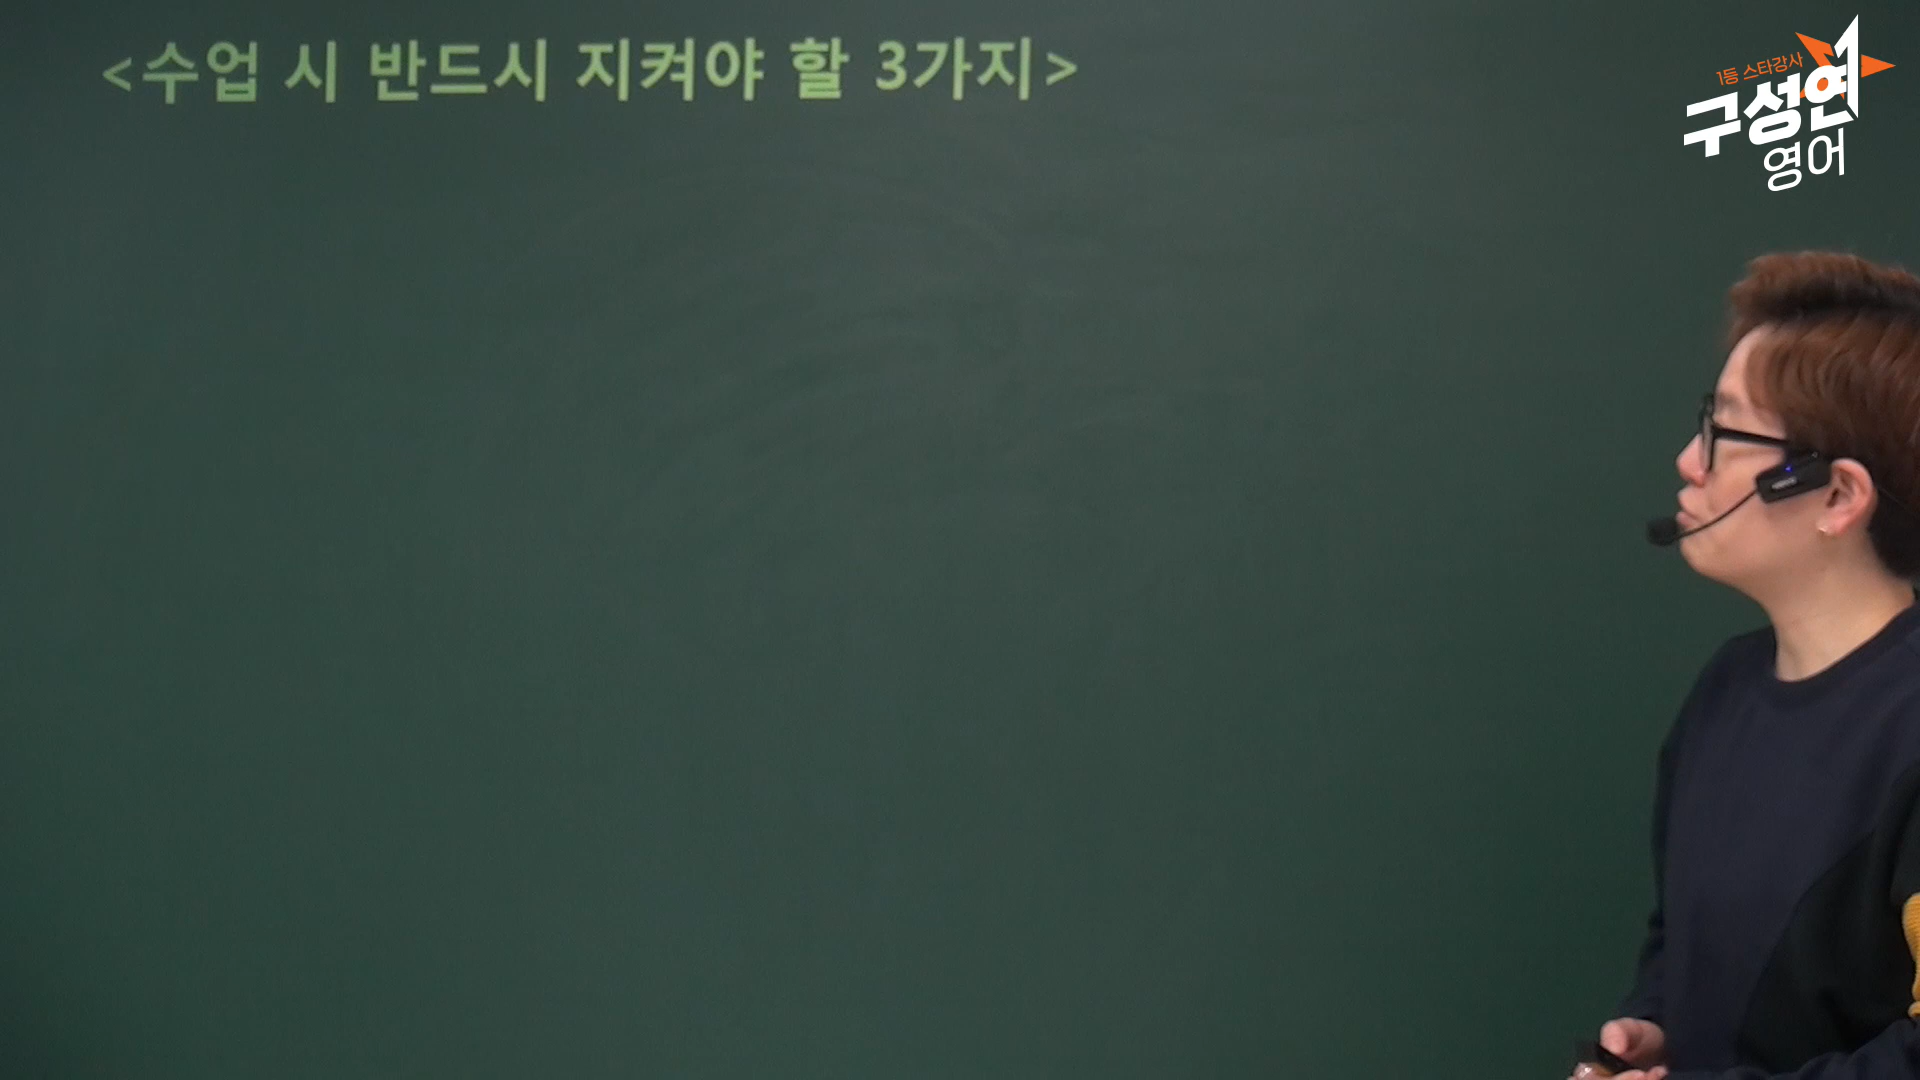 <수업 시 반드시 지켜야 할 3가지>
1등 스타강사
구성연
영어